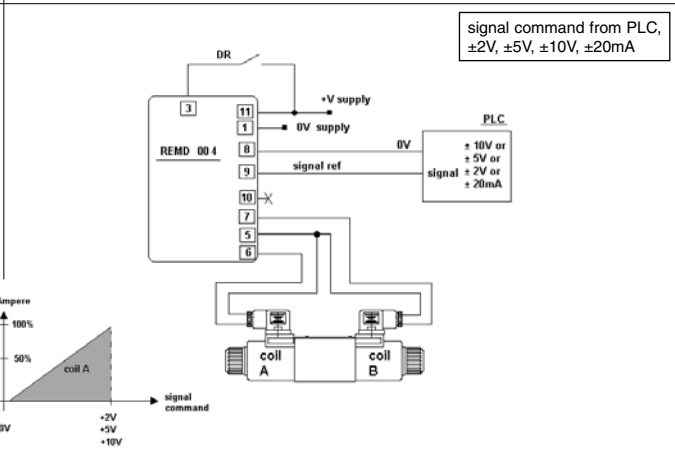 signal command from PLC,
±2V, ±5V, ±10V, ±20mA
DR
3
11
+V supply
1
0V supply
PLC
REMD 00 4
8
0V
± 10V or
± 5V or
signal ref
9
signal
± 2V or
± 20mA
10
7
5
6
Ampere
100%
50%
coil A
coil
A
coil
B
signal
command
0V
+2V
+5V
+10V